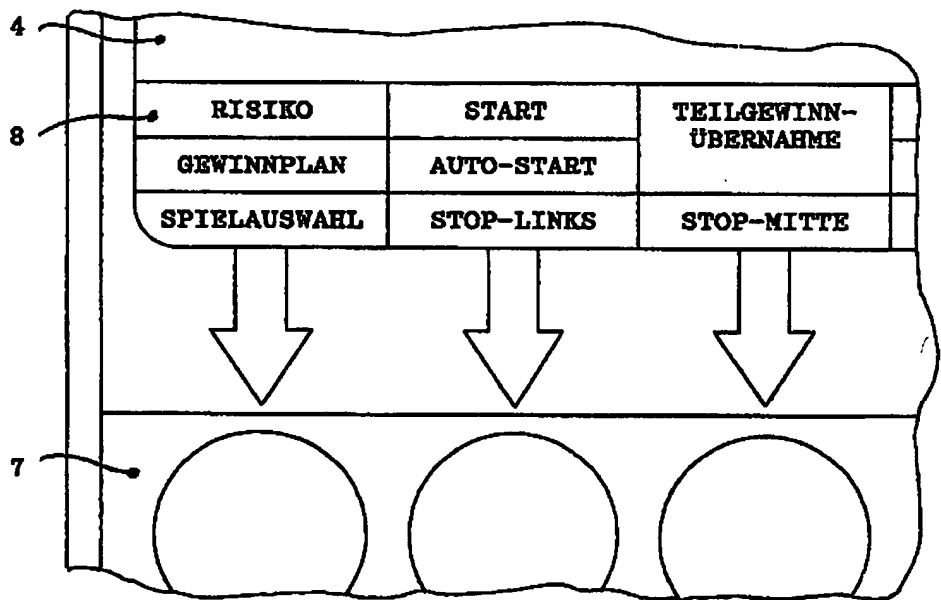 4
8
RISIKO
START
TEILGEWINN-
ÜBERNAHME
GEWINNPLAN
AUTO-START
SPIELAUSWAHL
STOP-LINKS
STOP-MITTE
7